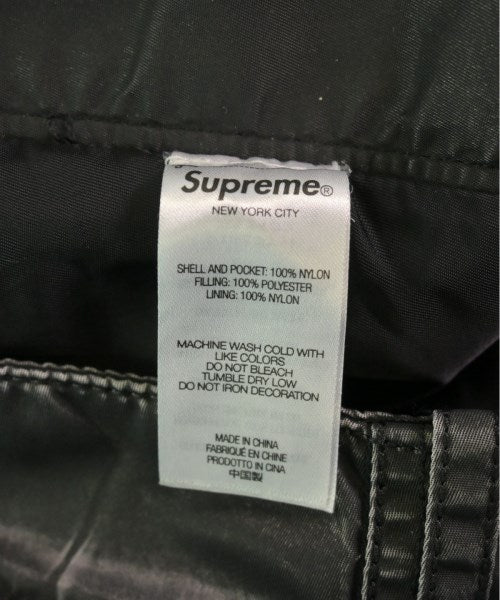 Supreme®
NEW YORK CITY
SHELL AND POCKET: 100% NYLON
FILLING: 100% POLYESTER
LINING: 100% NYLON
MACHINE WASH COLD WITH
LIKE COLORS
DO NOT BLEACH
TUMBLE DRY LOW
DO NOT IRON DECORATION
MADE IN CHINA
FABRIQUÉ EN CHINE
PRODOTTO IN CINA
中国製